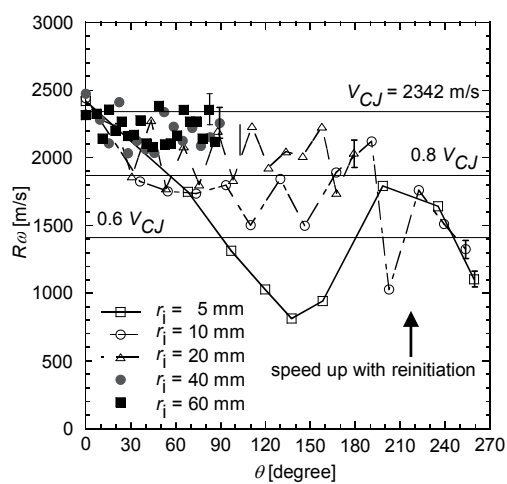 3000
2500
2000
1500
1000
500
0
Rω [m/s]
V_CJ = 2342 m/s
0.8 V_CJ
0.6 V_CJ
r_i = 5 mm
r_i = 10 mm
r_i = 20 mm
r_i = 40 mm
r_i = 60 mm
speed up with reinitiation
0 30 60 90 120 150 180 210 240 270
θ [degree]